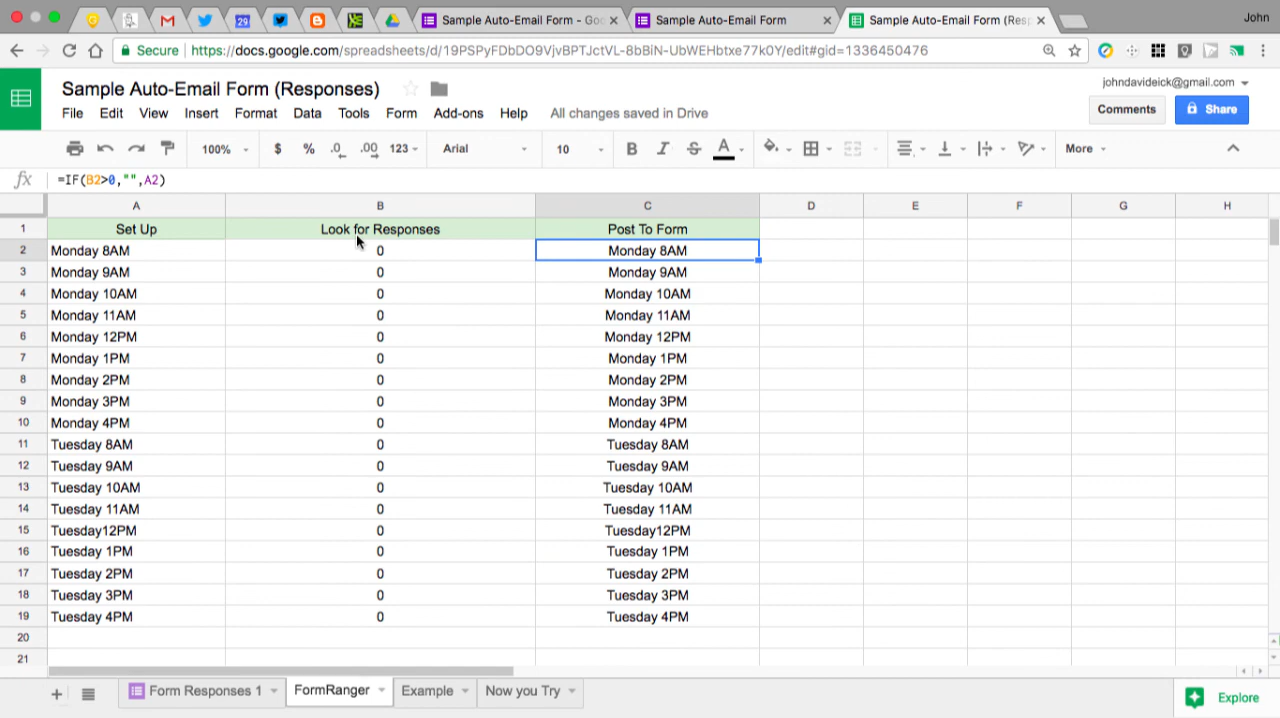 Sample Auto-Email Form - Goo
Sample Auto-Email Form
Sample Auto-Email Form (Res
John
Secure
https://docs.google.com/spreadsheets/d/19PSPyFDbDO9VjvBPTJctVL-8bBiN-UbWEHbtxe77k0Y/edit#gid=1336450476
Sample Auto-Email Form (Responses)
johndavideick@gmail.com
File Edit View Insert Format Data Tools Form Add-ons Help All changes saved in Drive
Comments
Share
100% $ % .0 .00 123 Arial 10 B I S A More
fx =IF(B2>0,"",A2)
A B C D E F G H
1 Set Up Look for Responses Post To Form
2 Monday 8AM 0 Monday 8AM
3 Monday 9AM 0 Monday 9AM
4 Monday 10AM 0 Monday 10AM
5 Monday 11AM 0 Monday 11AM
6 Monday 12PM 0 Monday 12PM
7 Monday 1PM 0 Monday 1PM
8 Monday 2PM 0 Monday 2PM
9 Monday 3PM 0 Monday 3PM
10 Monday 4PM 0 Monday 4PM
11 Tuesday 8AM 0 Tuesday 8AM
12 Tuesday 9AM 0 Tuesday 9AM
13 Tuesday 10AM 0 Tuesday 10AM
14 Tuesday 11AM 0 Tuesday 11AM
15 Tuesday12PM 0 Tuesday12PM
16 Tuesday 1PM 0 Tuesday 1PM
17 Tuesday 2PM 0 Tuesday 2PM
18 Tuesday 3PM 0 Tuesday 3PM
19 Tuesday 4PM 0 Tuesday 4PM
20
21
Form Responses 1 FormRanger Example Now you Try
Explore